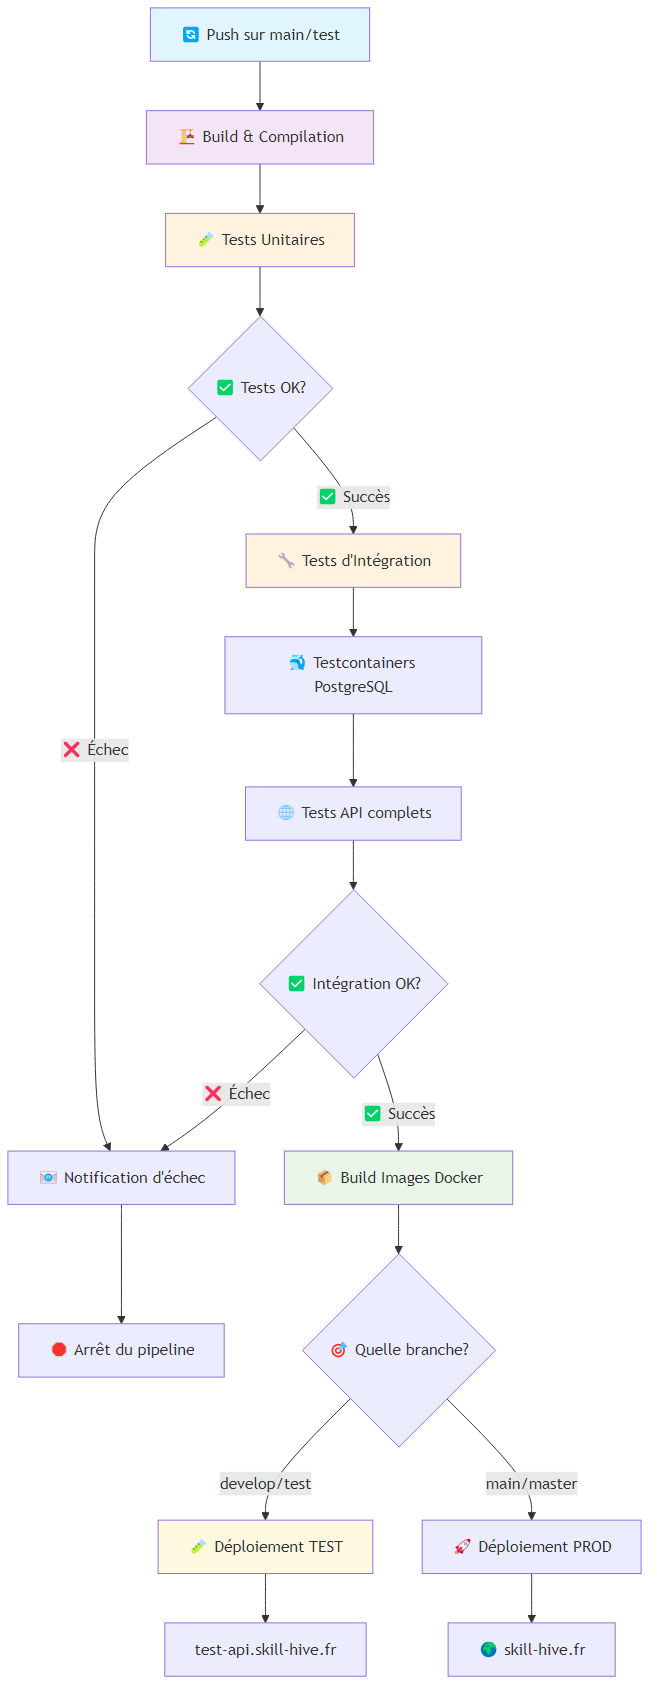 🔄 Push sur main/test
🏗️ Build & Compilation
🧪 Tests Unitaires
✅ Tests OK?
✅ Succès
🔧 Tests d'Intégration
🐳 Testcontainers
PostgreSQL
❌ Échec
🌐 Tests API complets
✅ Intégration OK?
❌ Échec
✅ Succès
📧 Notification d'échec
📦 Build Images Docker
🛑 Arrêt du pipeline
🎯 Quelle branche?
develop/test
main/master
🧪 Déploiement TEST
🚀 Déploiement PROD
test-api.skill-hive.fr
🌍 skill-hive.fr